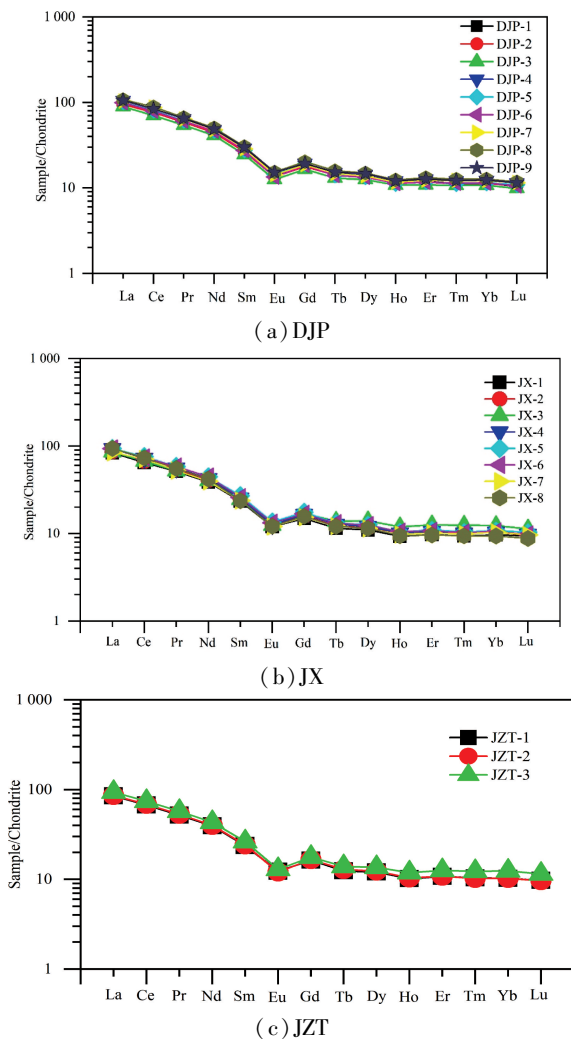 1 000
100
10
1
Sample/Chondrite
La Ce Pr Nd Sm Eu Gd Tb Dy Ho Er Tm Yb Lu
DJP-1
DJP-2
DJP-3
DJP-4
DJP-5
DJP-6
DJP-7
DJP-8
DJP-9
(a)DJP
1 000
100
10
1
Sample/Chondrite
La Ce Pr Nd Sm Eu Gd Tb Dy Ho Er Tm Yb Lu
JX-1
JX-2
JX-3
JX-4
JX-5
JX-6
JX-7
JX-8
(b)JX
1 000
100
10
1
Sample/Chondrite
La Ce Pr Nd Sm Eu Gd Tb Dy Ho Er Tm Yb Lu
JZT-1
JZT-2
JZT-3
(c)JZT